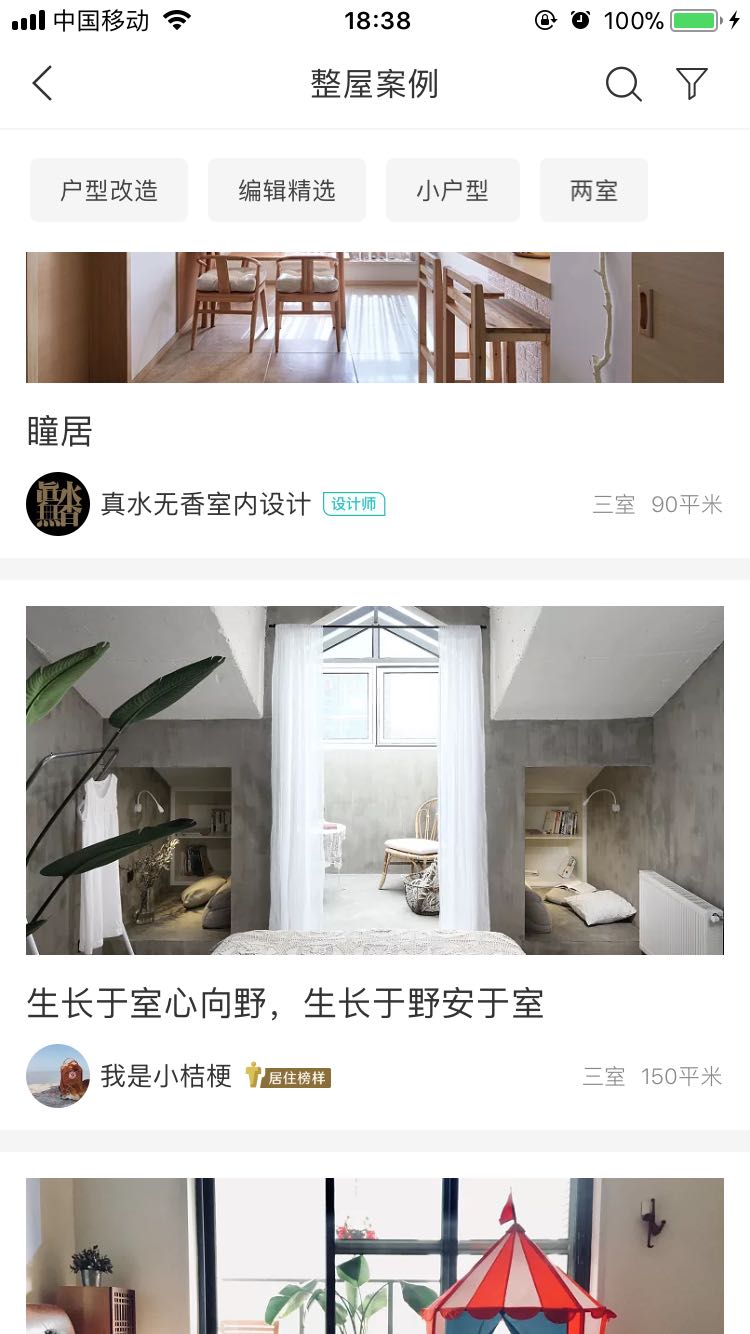 中国移动 18:38 100%
整屋案例
户型改造 编辑精选 小户型 两室
瞳居
真水无香室内设计 设计师 三室 90平米
生长于室心向野，生长于野安于室
我是小桔梗 居住榜样 三室 150平米